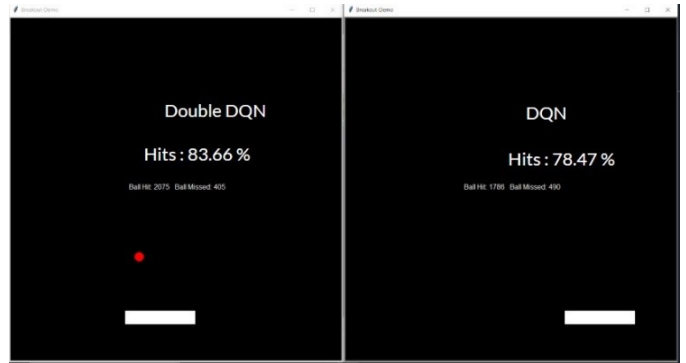 Breakout Demo
Double DQN
Hits : 83.66 %
Ball Hit: 2075 Ball Missed: 405
Breakout Demo
DQN
Hits : 78.47 %
Ball Hit: 1786 Ball Missed: 490